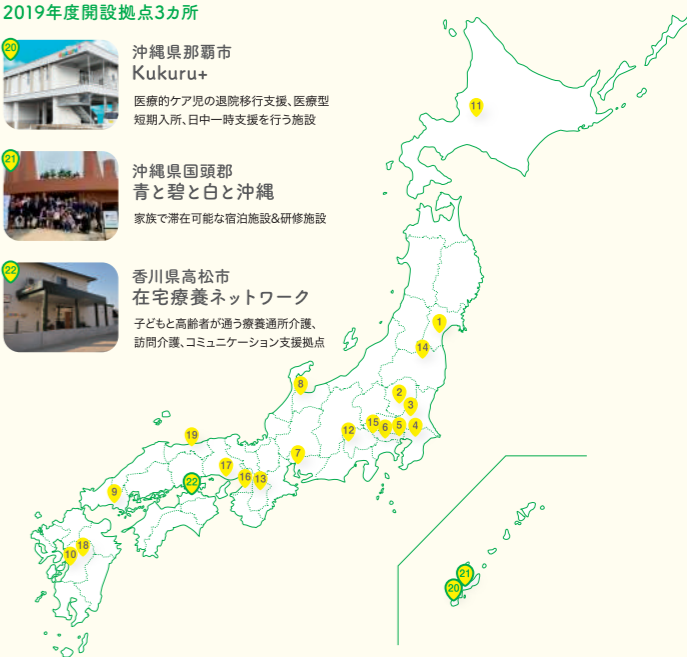 2019年度開設拠点3ヵ所
20
沖縄県那覇市
Kukuru+
医療的ケア児の退院移行支援、医療型
短期入所、日中一時支援を行う施設
21
沖縄県国頭郡
青と碧と白と沖縄
家族で滞在可能な宿泊施設&研修施設
22
香川県高松市
在宅療養ネットワーク
子どもと高齢者が通う療養通所介護、
訪問介護、コミュニケーション支援拠点
11
1
14
8
2
3
12
15
6
5
4
19
7
17
16
13
22
9
18
10
21
20